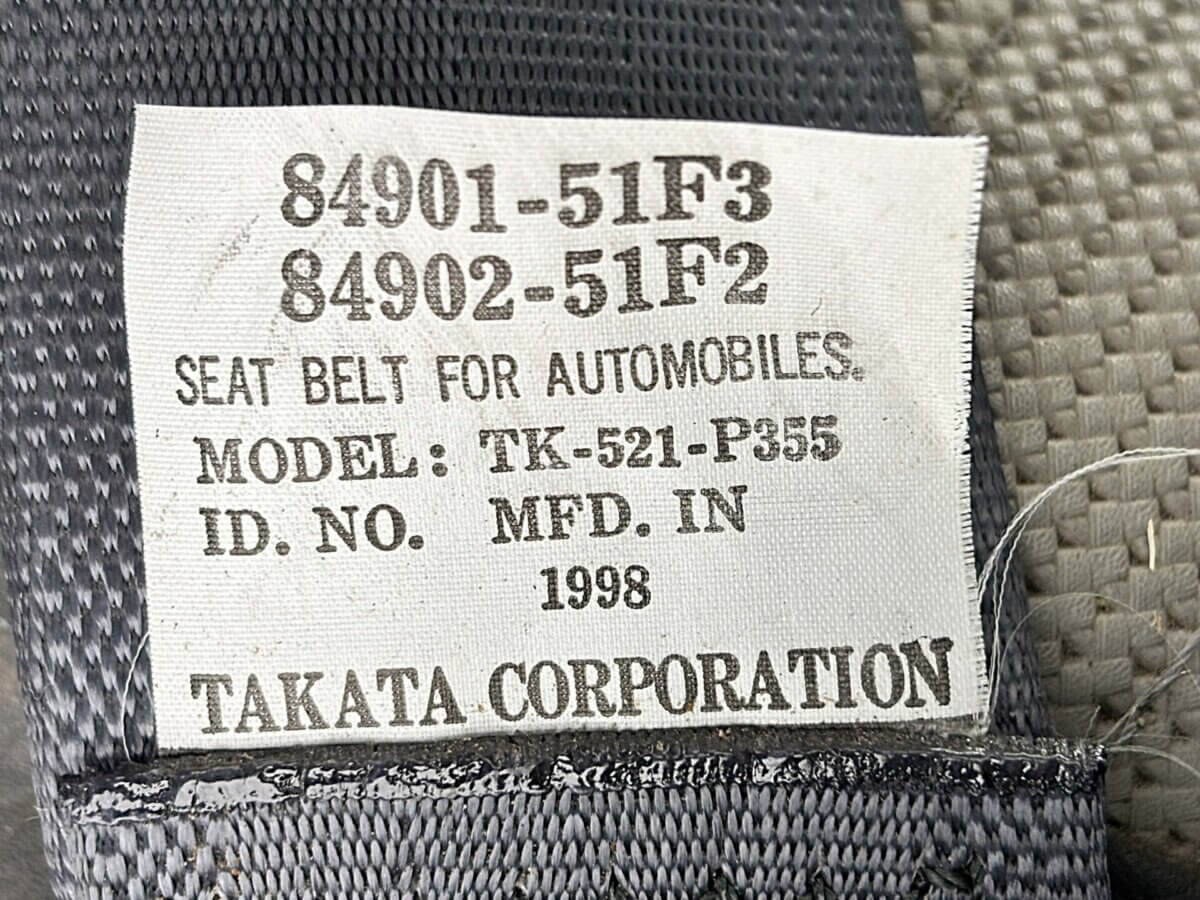 84901-51F3
84902-51F2
SEAT BELT FOR AUTOMOBILES.
MODEL: TK-521-P355
ID. NO. MFD. IN
1998
TAKATA CORPORATION